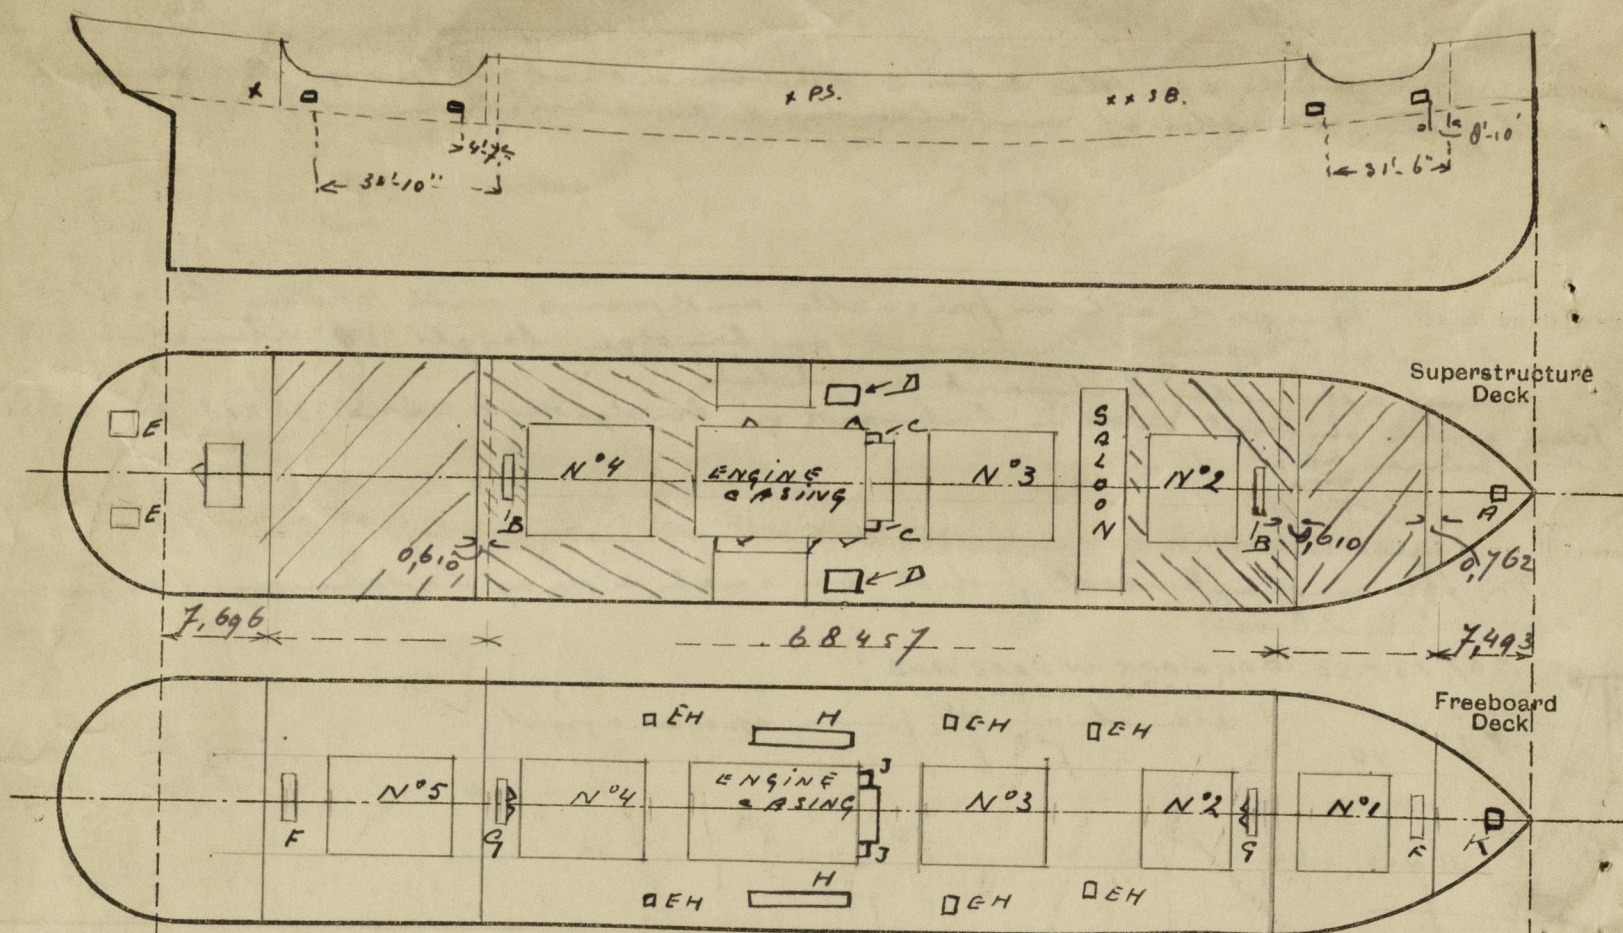 x x P.S. x x S B.
4'-7"
8'-10"
31'-6"
Superstructure
Deck
D
E
C
N°4
ENGINE
CASING
N°3
SALOON
N°2
E
B
C
B
A
0,610
0,610
D
0,762
7,696
68457
7,493
Freeboard
Deck
EH
H
EH
EH
J
N°5
N°4
ENGINE
CASING
N°3
N°2
N°1
F
G
J
G
F
K
H
EH
EH
EH